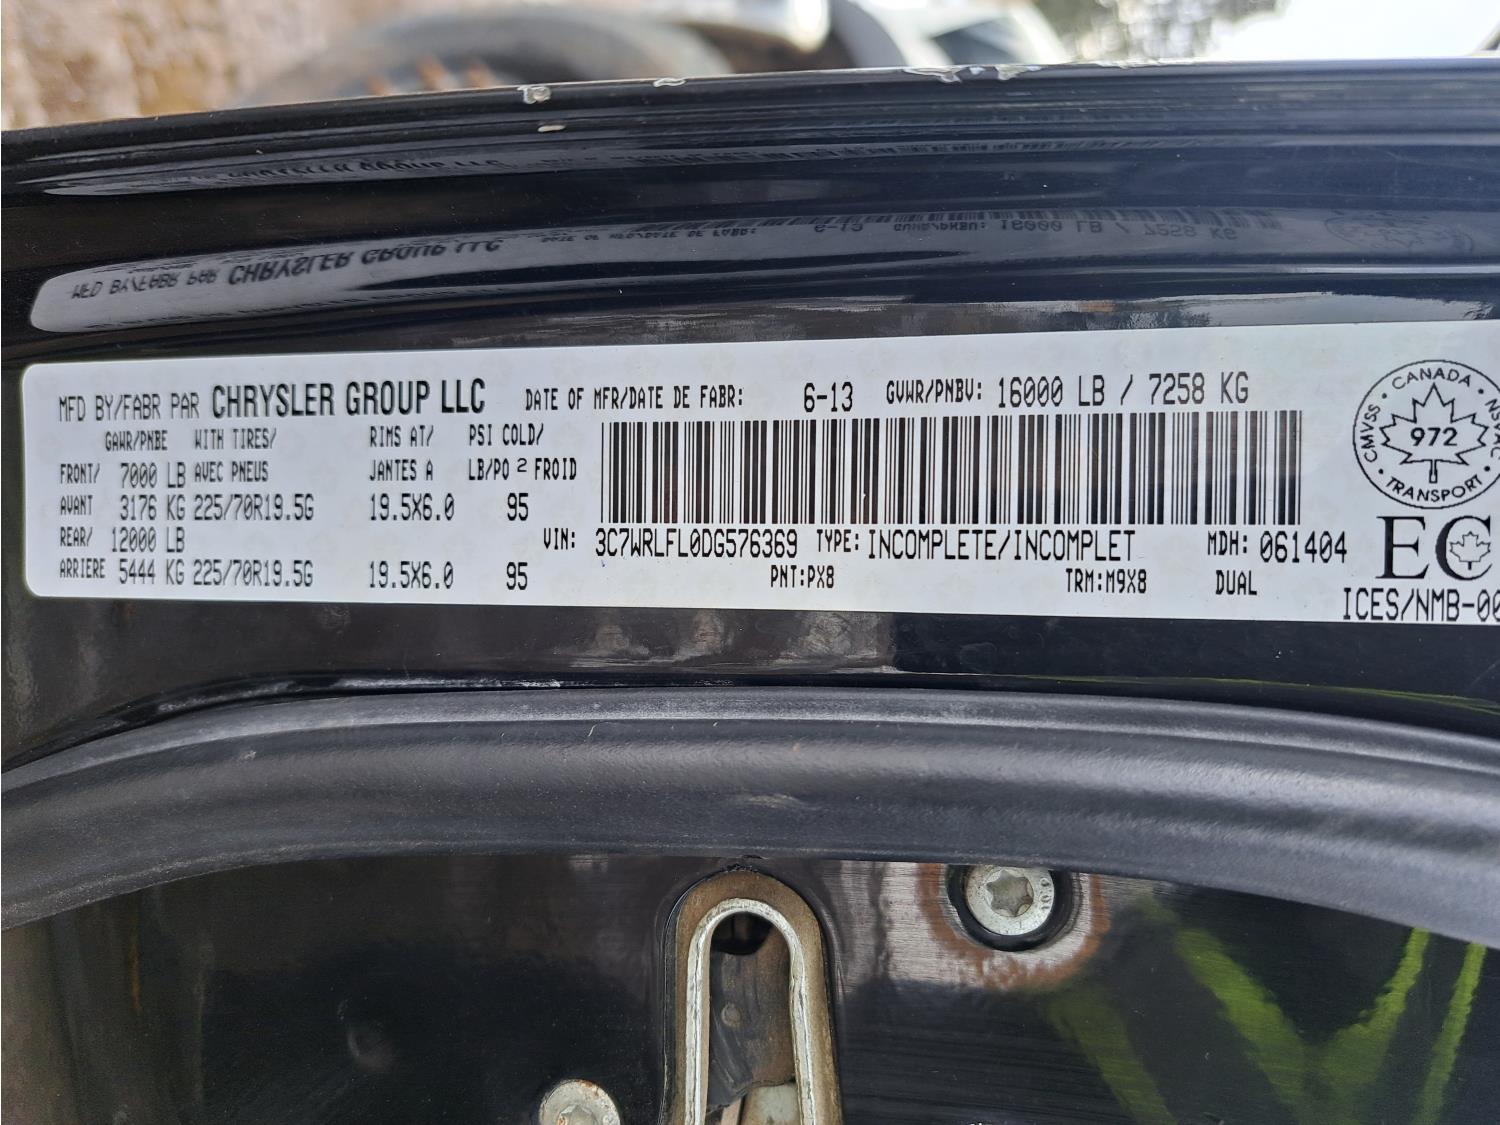 MFD BY/FABR PAR CHRYSLER GROUP LLC DATE OF MFR/DATE DE FABR: 6-13 GVWR/PNBV: 16000 LB / 7258 KG
GAWR/PNBE WITH TIRES/ RIMS AT/ PSI COLD/
FRONT/ 7000 LB AVEC PNEUS JANTES A LB/PO 2 FROID
AVANT 3176 KG 225/70R19.5G 19.5X6.0 95
REAR/ 12000 LB VIN: 3C7WRLFL0DG576369 TYPE: INCOMPLETE/INCOMPLET MDH: 061404
ARRIERE 5444 KG 225/70R19.5G 19.5X6.0 95 PNT:PX8 TRM:M9X8 DUAL
CANADA
CMVSS 972 NSVAC
TRANSPORT
EC
ICES/NMB-00